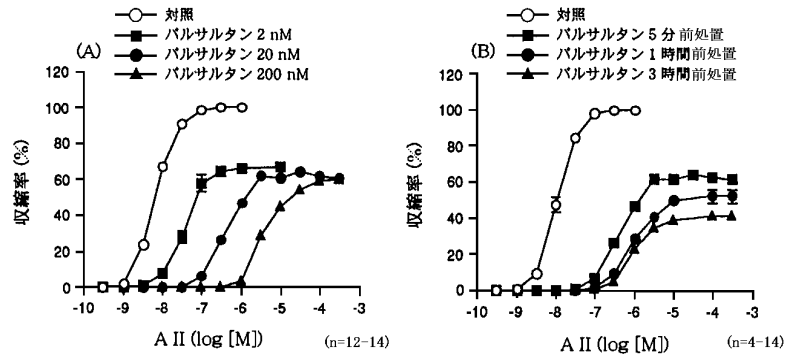 対照
バルサルタン 2 nM
(A)
バルサルタン 20 nM
バルサルタン 200 nM
120
100
80
60
40
20
0
収縮率 (%)
-10 -9 -8 -7 -6 -5 -4 -3
A II (log [M])
(n=12-14)
対照
バルサルタン 5 分 前処置
(B)
バルサルタン 1 時間前処置
バルサルタン 3 時間前処置
120
100
80
60
40
20
0
収縮率 (%)
-10 -9 -8 -7 -6 -5 -4 -3
A II (log [M])
(n=4-14)